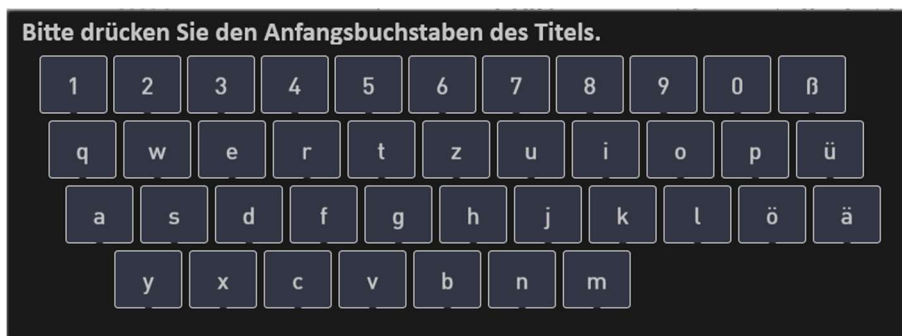 Bitte drücken Sie den Anfangsbuchstaben des Titels.
1 2 3 4 5 6 7 8 9 0 ß
q w e r t z u i o p ü
a s d f g h j k l ö ä
y x c v b n m